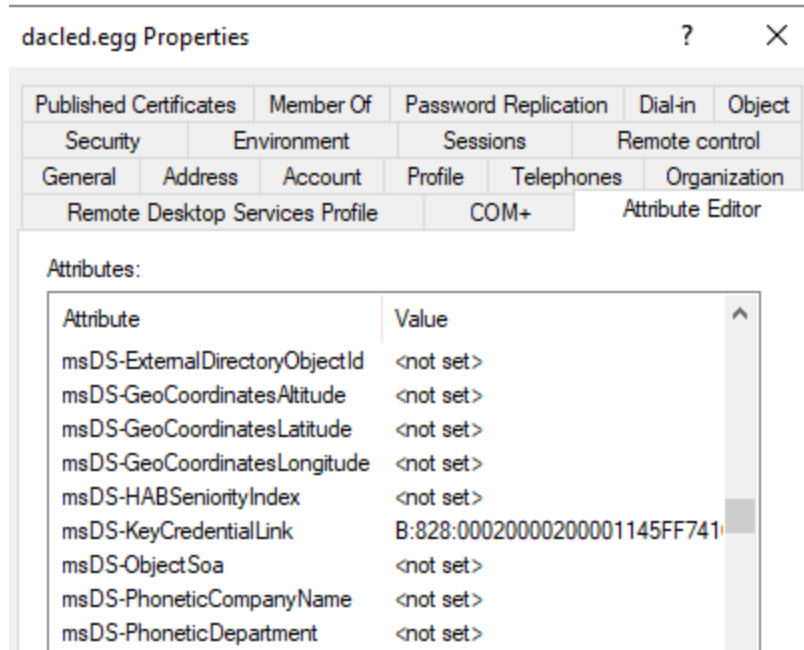 dacled.egg Properties ?
Published Certificates Member Of Password Replication Dial-in Object
Security Environment Sessions Remote control
General Address Account Profile Telephones Organization
Remote Desktop Services Profile COM+ Attribute Editor
Attributes:
Attribute Value
msDS-ExternalDirectoryObjectId <not set>
msDS-GeoCoordinatesAltitude <not set>
msDS-GeoCoordinatesLatitude <not set>
msDS-GeoCoordinatesLongitude <not set>
msDS-HABSeniorityIndex <not set>
msDS-KeyCredentialLink B:828:00020000200001145FF741
msDS-ObjectSoa <not set>
msDS-PhoneticCompanyName <not set>
msDS-PhoneticDepartment <not set>